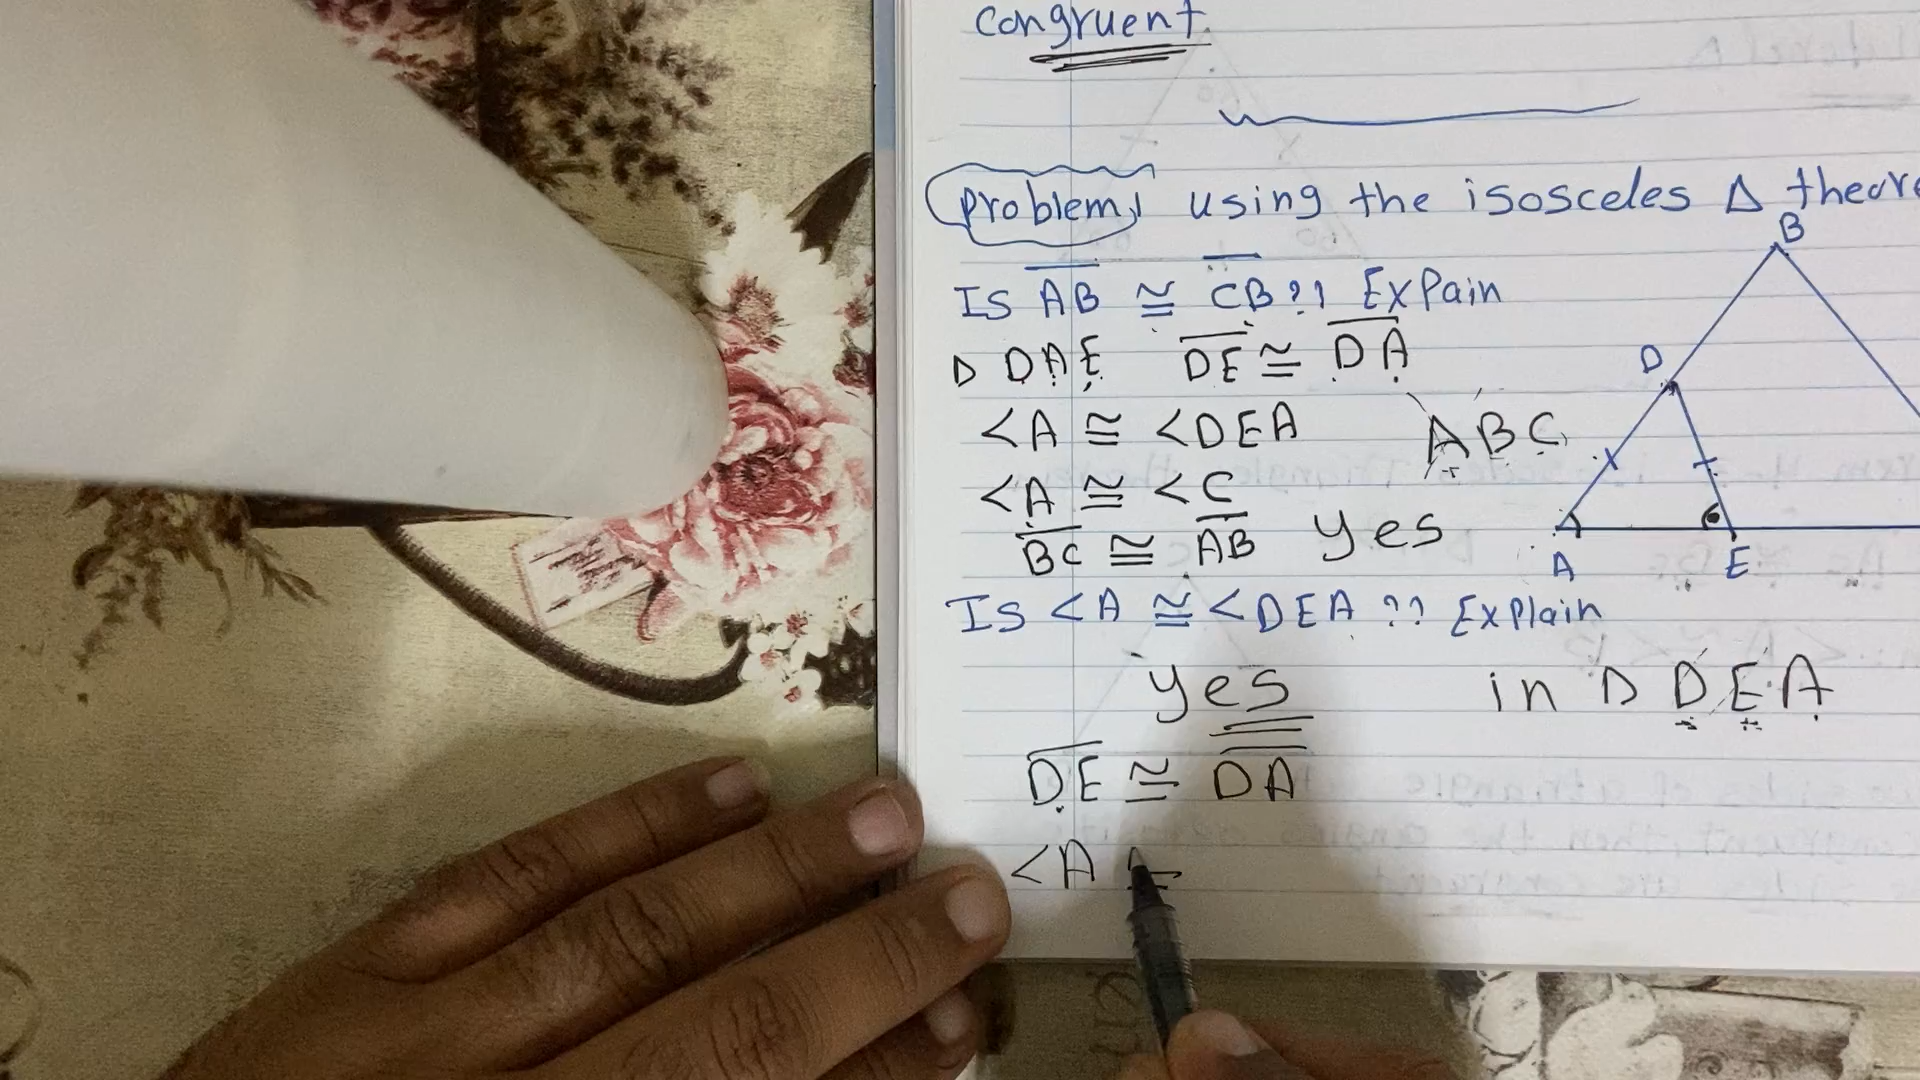 congruent
Problem, using the isosceles Δ theore
B
Is AB ≅ CB?? ExPain
Δ DAE DE ≅ DA
D
<A ≅ <DEA
ABC
<A ≅ <C
BC ≅ AB Yes
A E
Is <A ≅ <DEA ?? Explain
yes in Δ DEA
DE ≅ DA
<A =